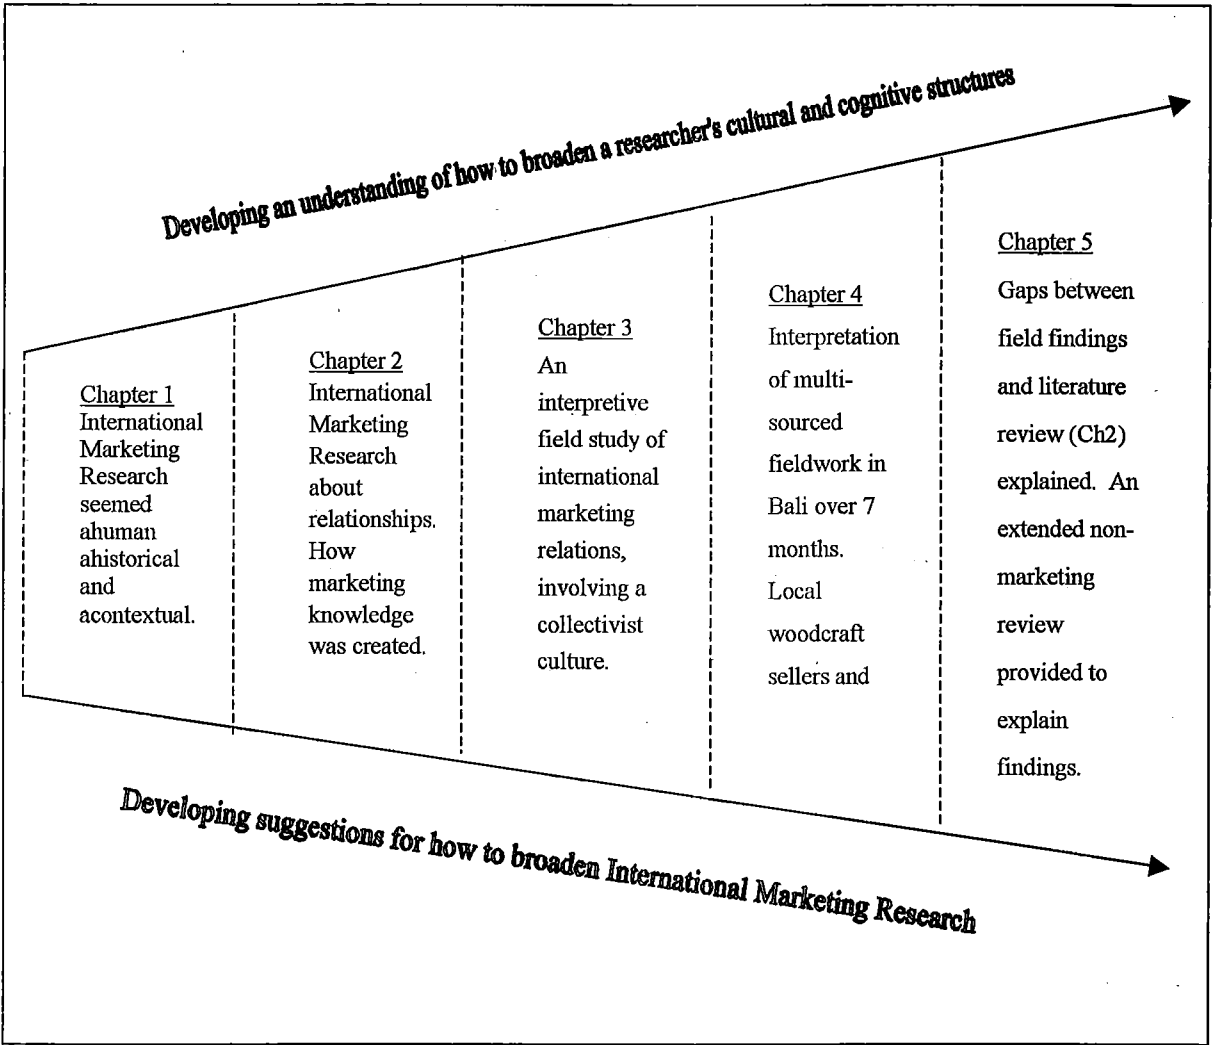 Developing an understanding of how to broaden a researcher's cultural and cognitive structures
Chapter 1
International
Marketing
Research
seemed
ahuman
ahistorical
and
acontextual.
Chapter 2
International
Marketing
Research
about
relationships.
How
marketing
knowledge
was created.
Chapter 3
An
interpretive
field study of
international
marketing
relations,
involving a
collectivist
culture.
Chapter 4
Interpretation
of multi-
sourced
fieldwork in
Bali over 7
months.
Local
woodcraft
sellers and
Chapter 5
Gaps between
field findings
and literature
review (Ch2)
explained. An
extended non-
marketing
review
provided to
explain
findings.
Developing suggestions for how to broaden International Marketing Research